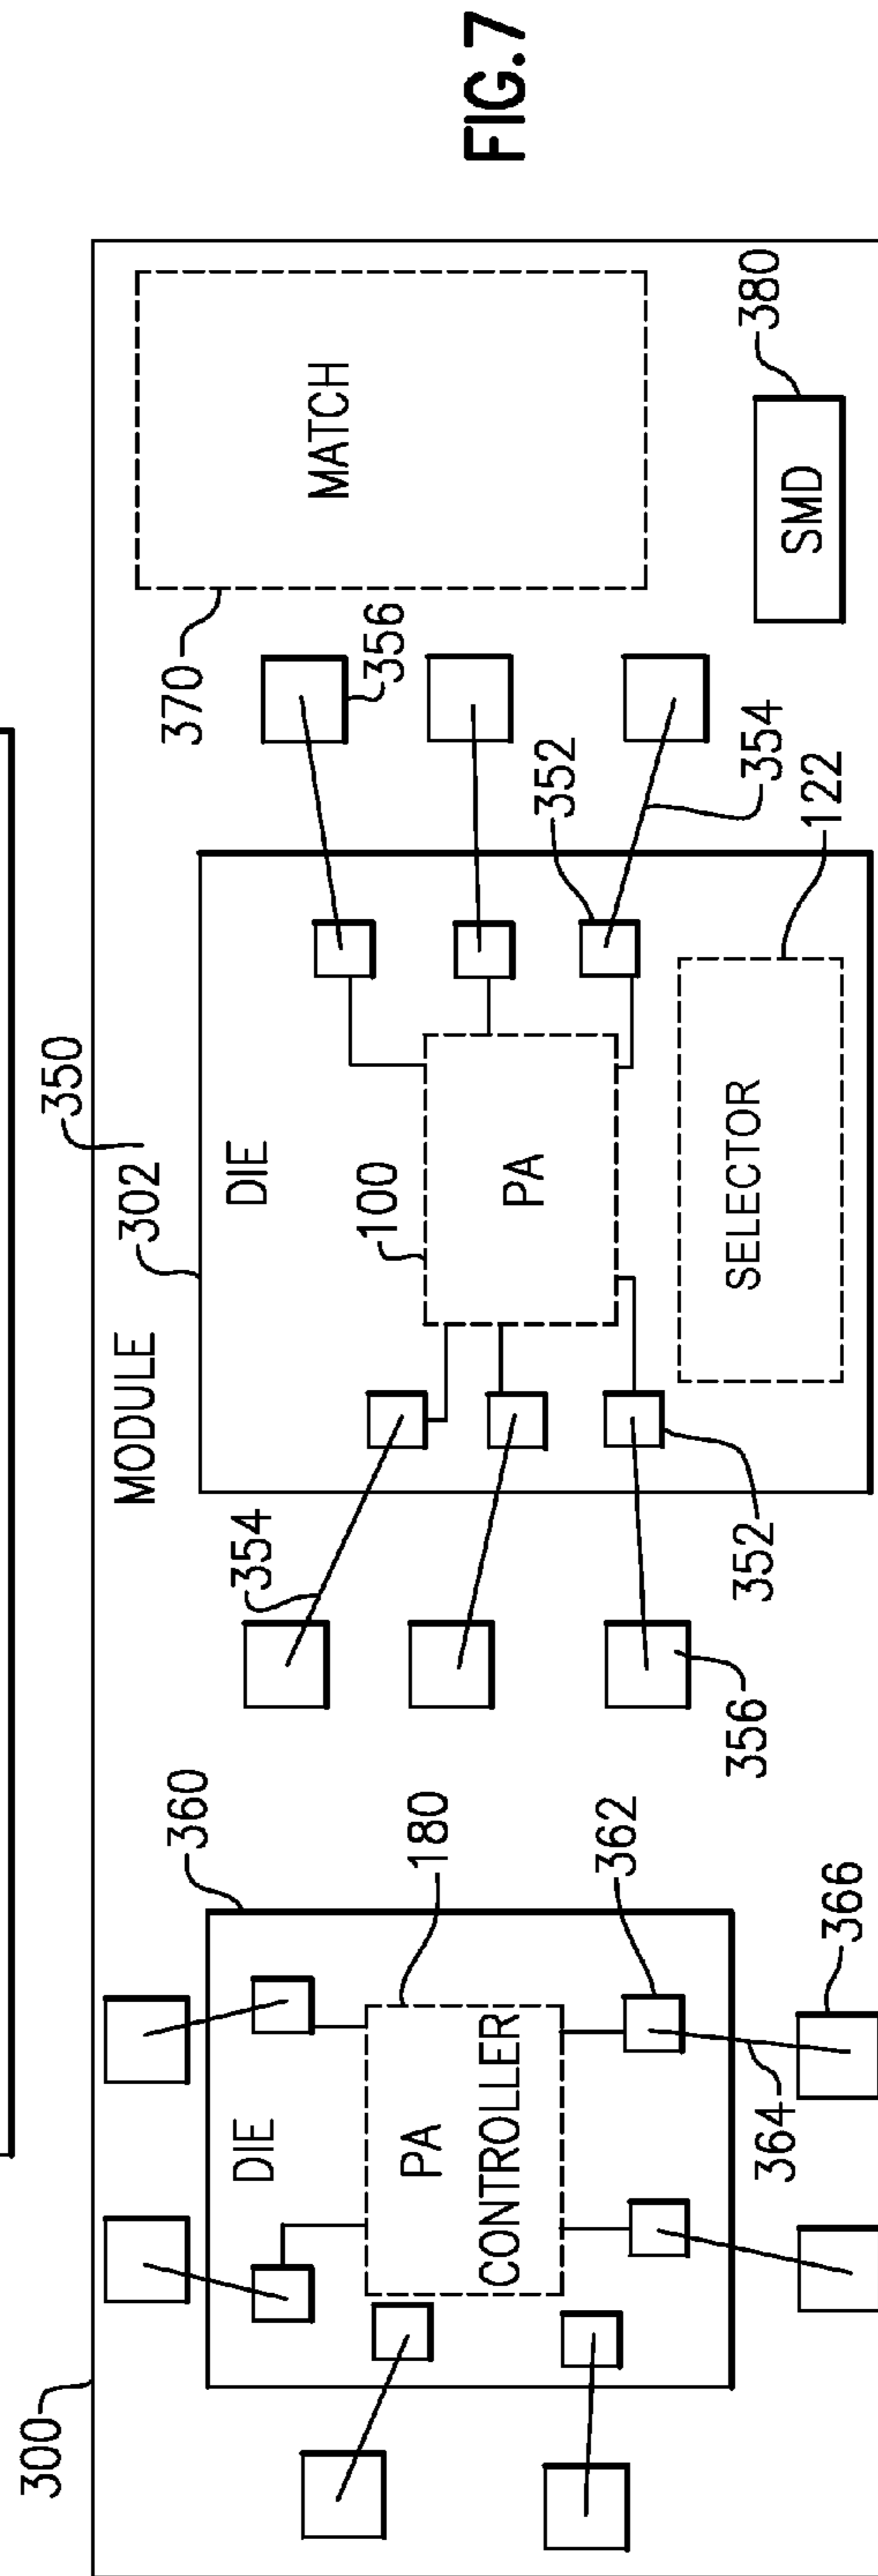 300
350
MODULE
302
360
370
DIE
354
DIE
MATCH
100
356
PA
CONTROLLER
180
PA
FIG.7
352
362
352
SELECTOR
356
354
380
364
SMD
122
366